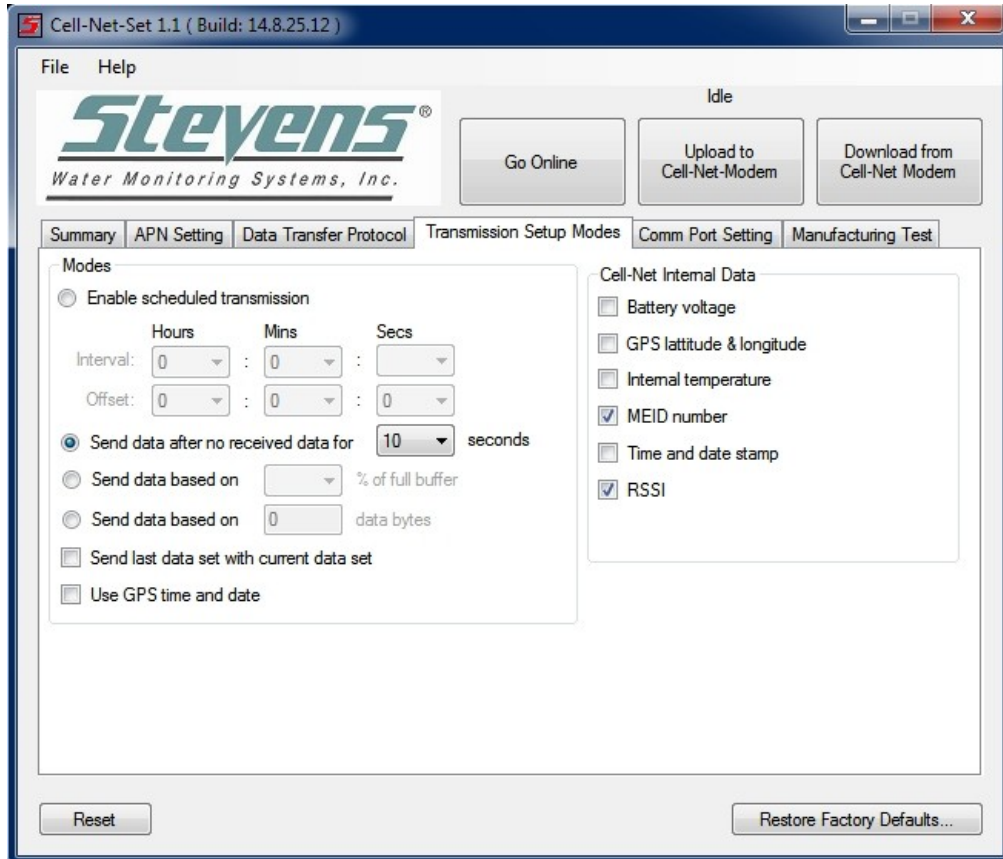 Cell-Net-Set 1.1 ( Build: 14.8.25.12 )
File Help
Stevens®
Water Monitoring Systems, Inc.
Idle
Go Online
Upload to
Cell-Net-Modem
Download from
Cell-Net Modem
Summary APN Setting Data Transfer Protocol Transmission Setup Modes Comm Port Setting Manufacturing Test
Modes
Enable scheduled transmission
Hours Mins Secs
Interval: 0 : 0 :
Offset: 0 : 0 : 0
Send data after no received data for 10 seconds
Send data based on % of full buffer
Send data based on 0 data bytes
Send last data set with current data set
Use GPS time and date
Cell-Net Internal Data
Battery voltage
GPS lattitude & longitude
Internal temperature
MEID number
Time and date stamp
RSSI
Reset
Restore Factory Defaults...